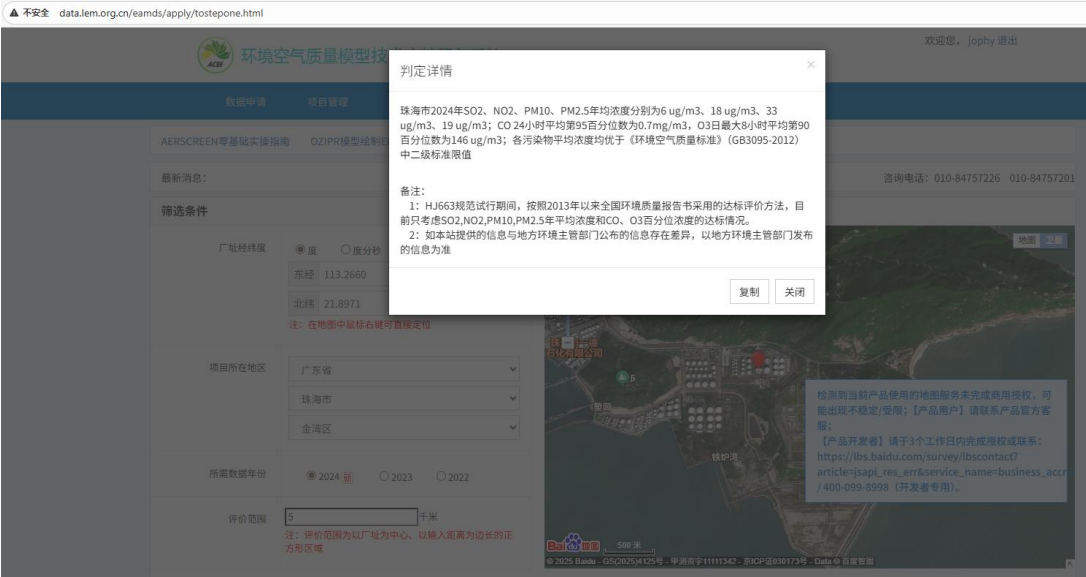 不安全 data.lem.org.cn/eamds/apply/tostepone.html
欢迎您， jophy 退出
ACEE 环境空气质量模型技
数据申请 项目管理
AERSCREEN零基础实操指南 OZIPR模型绘制E
最新消息：
咨询电话：010-84757226 010-84757201
筛选条件
判定详情 ×
珠海市2024年SO2、NO2、PM10、PM2.5年均浓度分别为6 ug/m3、18 ug/m3、33
ug/m3、19 ug/m3；CO 24小时平均第95百分位数为0.7mg/m3，O3日最大8小时平均第90
百分位数为146 ug/m3；各污染物平均浓度均优于《环境空气质量标准》（GB3095-2012）
中二级标准限值
备注：
1：HJ663规范试行期间，按照2013年以来全国环境质量报告书采用的达标评价方法，目
前只考虑SO2,NO2,PM10,PM2.5年平均浓度和CO、O3百分位浓度的达标情况。
2：如本站提供的信息与地方环境主管部门公布的信息存在差异，以地方环境主管部门发布
的信息为准
复制 关闭
厂址经纬度 度 度分秒
东经 113.2660
北纬 21.8971
注：在地图中鼠标右键可直接定位
项目所在地区 广东省
珠海市
金湾区
所需数据年份 2024 新 2023 2022
评价范围 5 千米
注：评价范围为以厂址为中心、以输入距离为边长的正
方形区域
地图 卫星
石化有限公司
铁炉湾
检测到当前产品使用的地图服务未完成商用授权，可
能出现不稳定/受限；【产品用户】请联系产品官方客
服；
【产品开发者】请于3个工作日内完成授权或联系：
https://lbs.baidu.com/survey/lbscontact?
article=jsapi_res_err&service_name=business_accr
/ 400-099-8998（开发者专用）。
Bai 地图 500 米
© 2025 Baidu - GS(2025)4125号 - 甲测资字11111342 - 京ICP证030173号 - Data © 百度智图